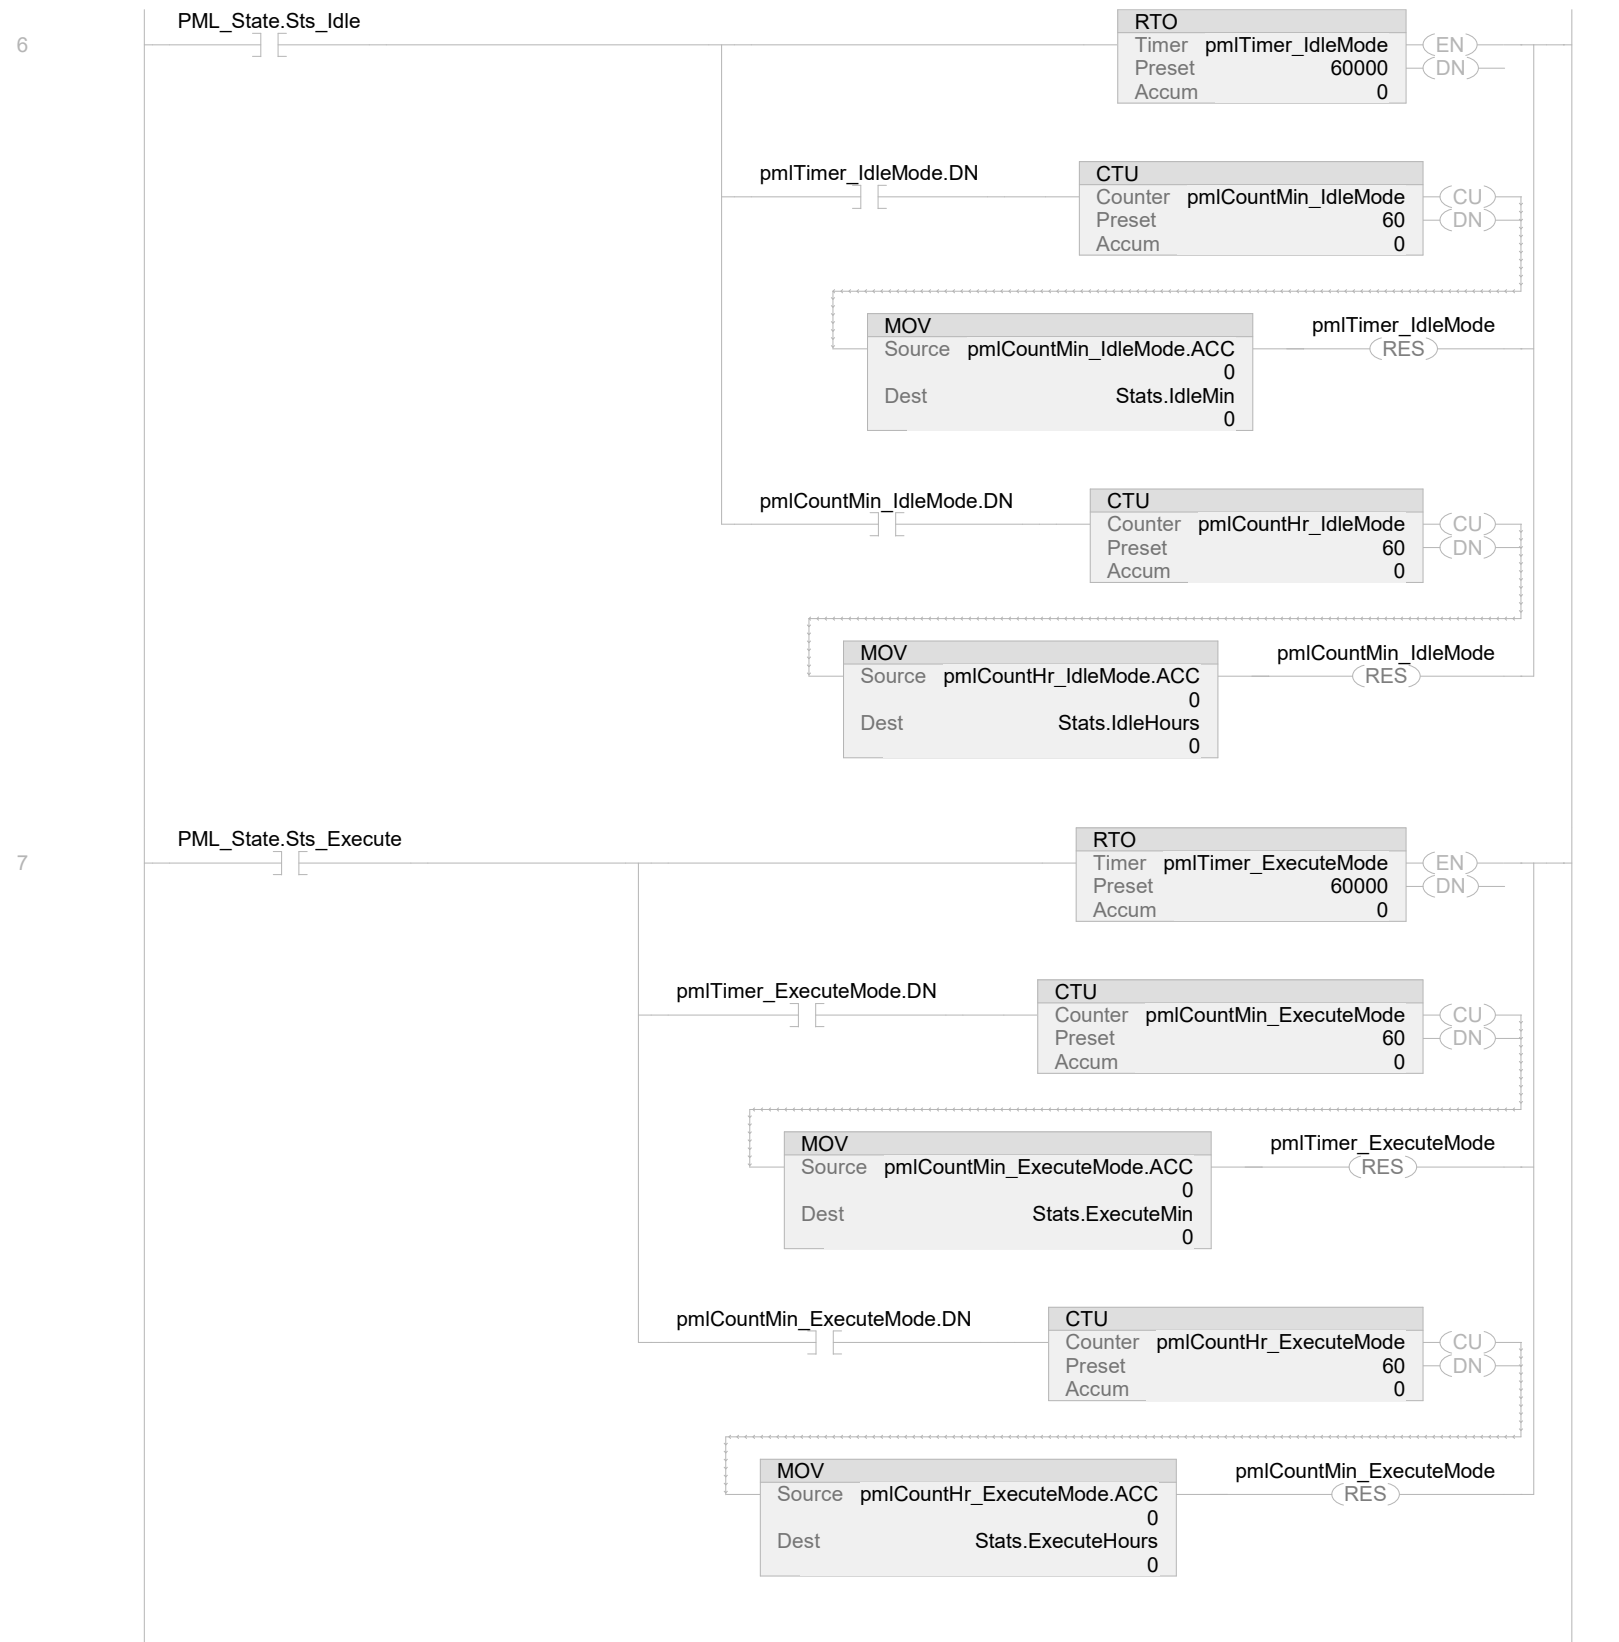 PML_State.Sts_Idle
RTO
6
Timer pmlTimer_IdleMode
EN
Preset 60000
DN
Accum 0
pmlTimer_IdleMode.DN
CTU
Counter pmlCountMin_IdleMode
CU
Preset 60
DN
Accum 0
MOV
pmlTimer_IdleMode
Source pmlCountMin_IdleMode.ACC
RES
0
Dest Stats.IdleMin
0
pmlCountMin_IdleMode.DN
CTU
Counter pmlCountHr_IdleMode
CU
Preset 60
DN
Accum 0
MOV
pmlCountMin_IdleMode
Source pmlCountHr_IdleMode.ACC
RES
0
Dest Stats.IdleHours
0
PML_State.Sts_Execute
RTO
7
Timer pmlTimer_ExecuteMode
EN
Preset 60000
DN
Accum 0
pmlTimer_ExecuteMode.DN
CTU
Counter pmlCountMin_ExecuteMode
CU
Preset 60
DN
Accum 0
MOV
pmlTimer_ExecuteMode
Source pmlCountMin_ExecuteMode.ACC
RES
0
Dest Stats.ExecuteMin
0
pmlCountMin_ExecuteMode.DN
CTU
Counter pmlCountHr_ExecuteMode
CU
Preset 60
DN
Accum 0
MOV
pmlCountMin_ExecuteMode
Source pmlCountHr_ExecuteMode.ACC
RES
0
Dest Stats.ExecuteHours
0